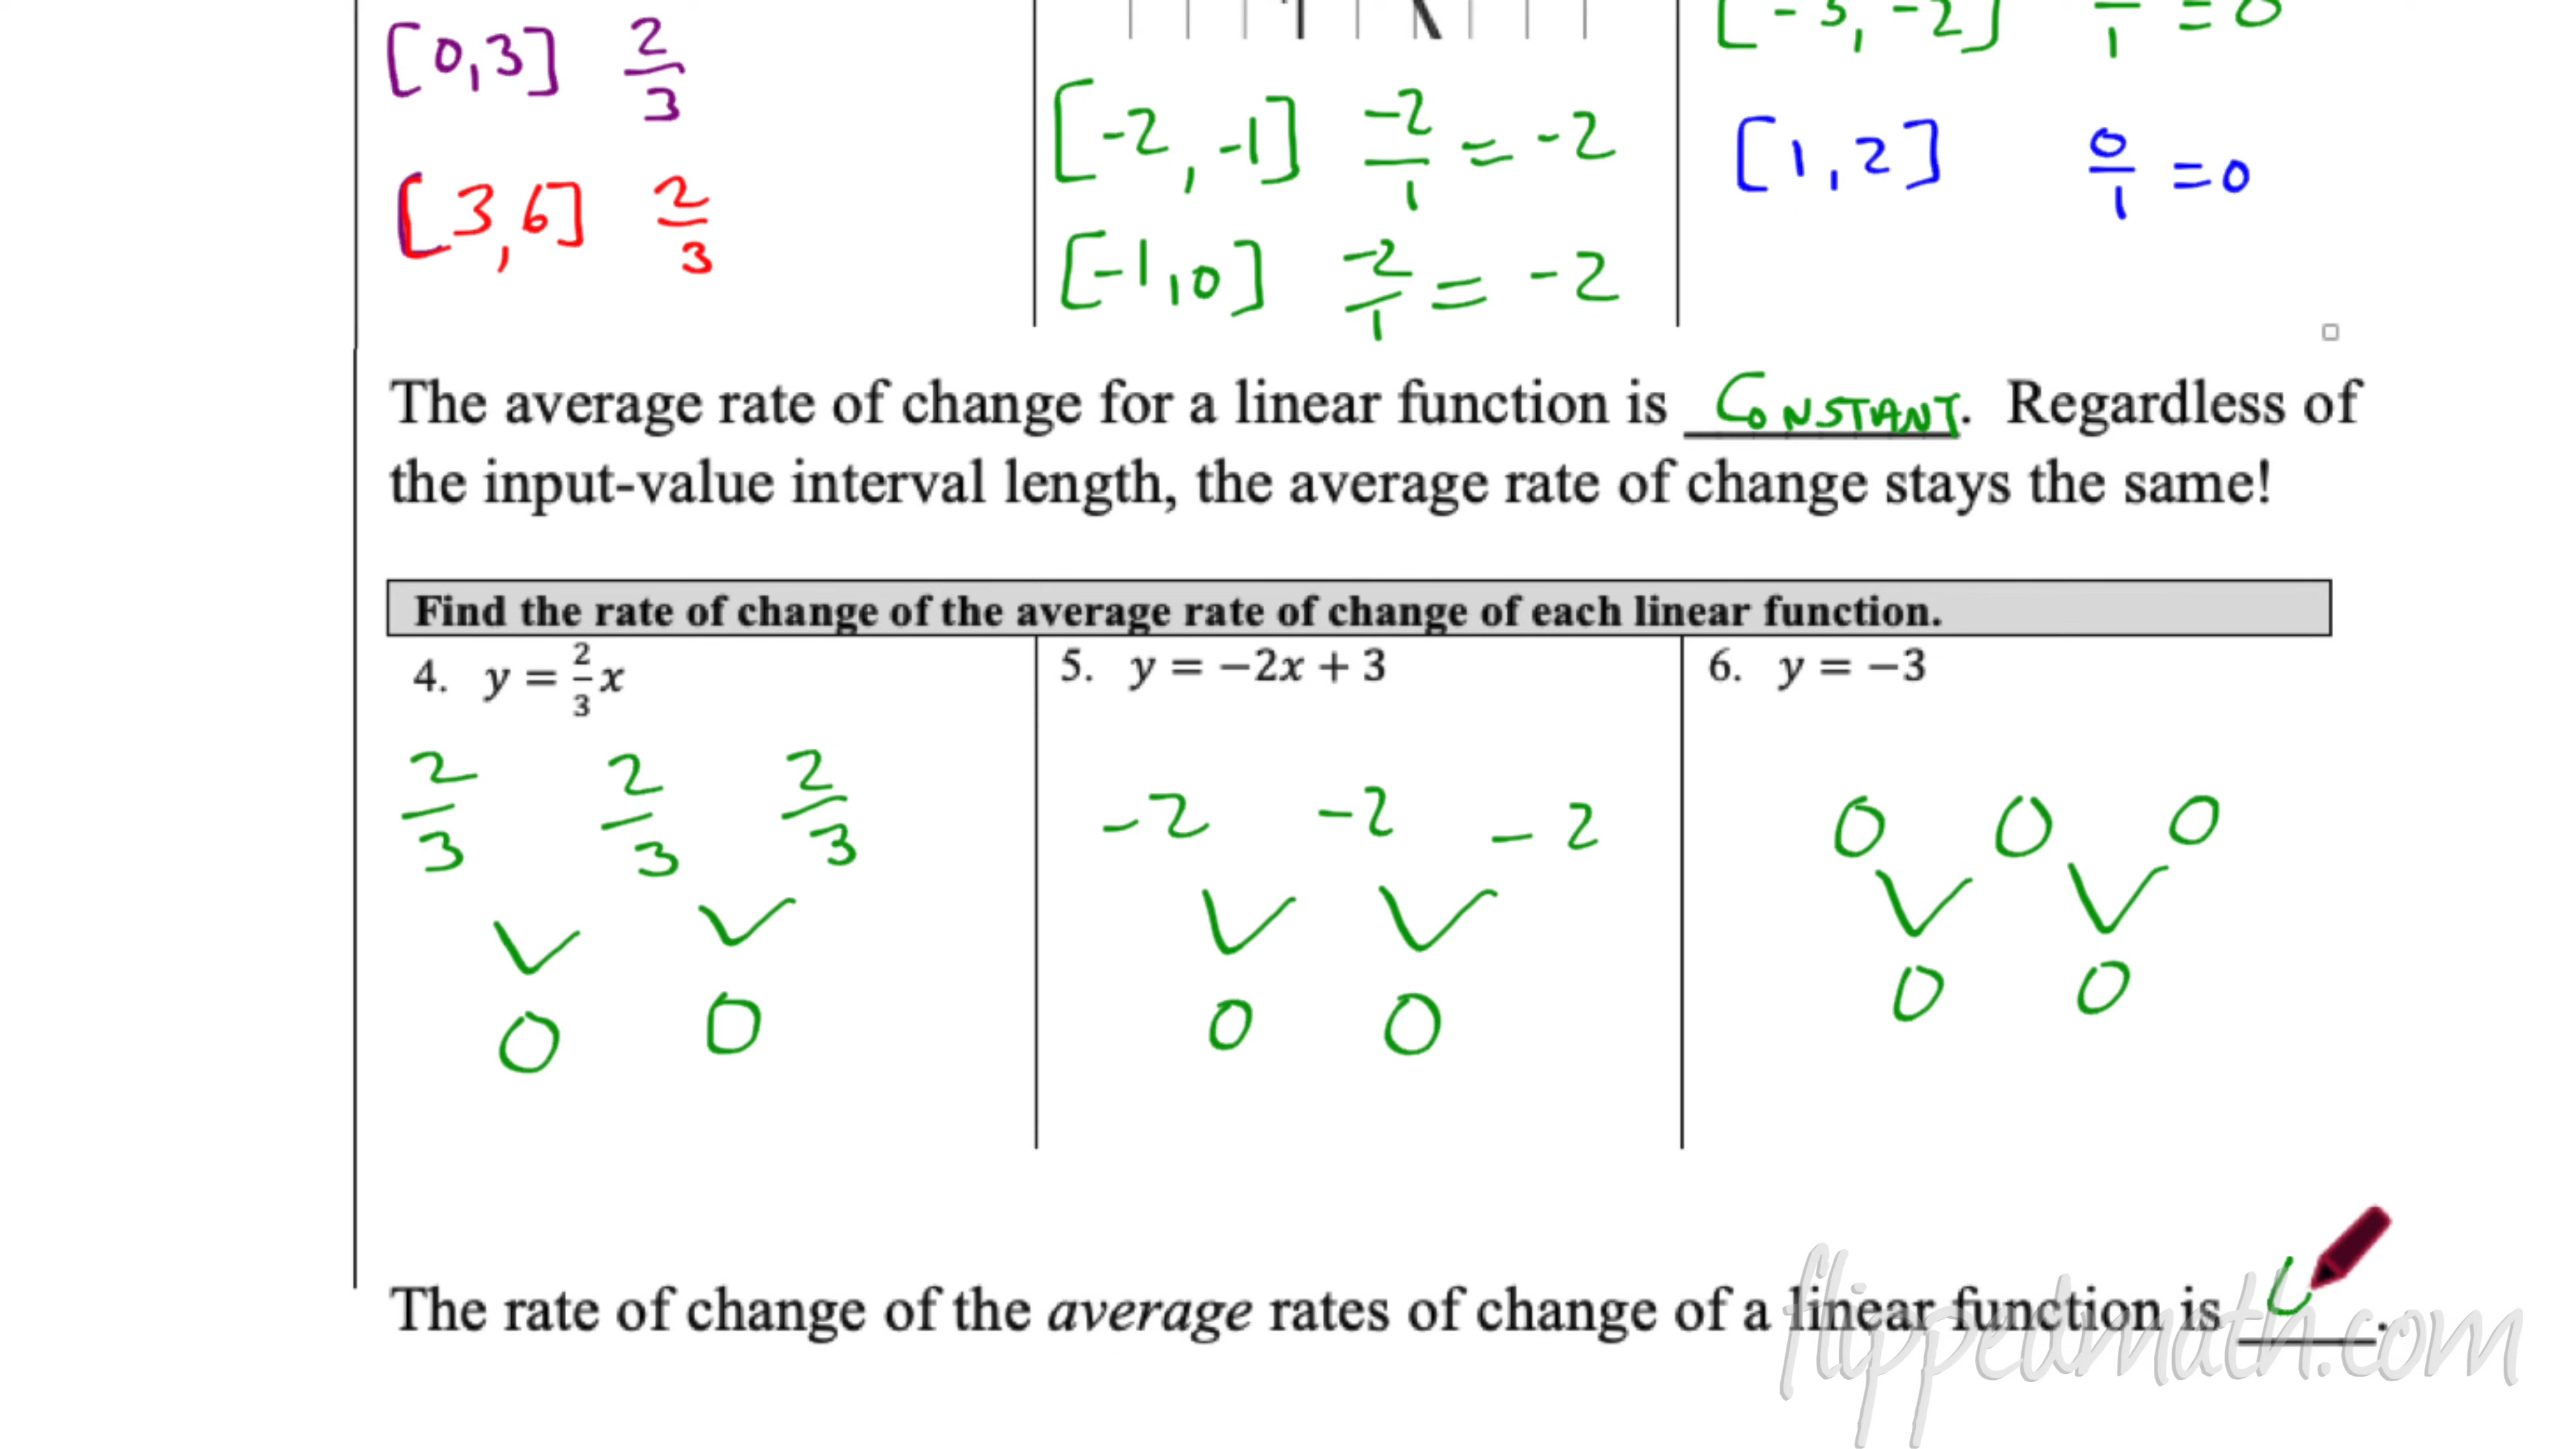 [0,3] 2/3
[3,6] 2/3
[-2,-1] -2/1 = -2
[-1,0] -2/1 = -2
[-3,-2] /1 = 0
[1,2] 0/1 = 0
The average rate of change for a linear function is CONSTANT. Regardless of
the input-value interval length, the average rate of change stays the same!
Find the rate of change of the average rate of change of each linear function.
4. y = 2/3 x
2/3 2/3 2/3
0 0
5. y = −2x + 3
-2 -2 -2
0 0
6. y = −3
0 0 0
0 0
The rate of change of the average rates of change of a linear function is ____.
flippedmath.com